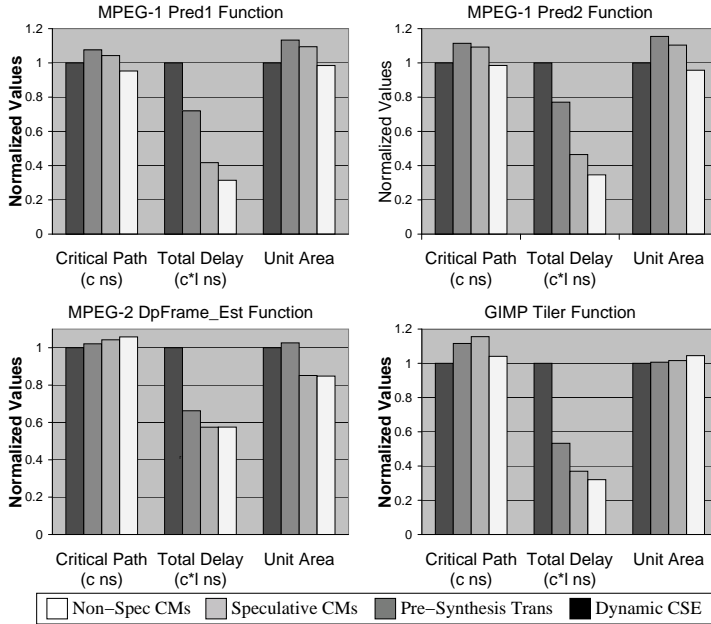 MPEG-1 Pred1 Function
Normalized Values
1.2
1
0.8
0.6
0.4
0.2
0
Critical Path
(c ns)
Total Delay
(c*l ns)
Unit Area
MPEG-1 Pred2 Function
Normalized Values
1.2
1
0.8
0.6
0.4
0.2
0
Critical Path
(c ns)
Total Delay
(c*l ns)
Unit Area
MPEG-2 DpFrame_Est Function
Normalized Values
1
0.8
0.6
0.4
0.2
0
Critical Path
(c ns)
Total Delay
(c*l ns)
Unit Area
GIMP Tiler Function
Normalized Values
1.2
1
0.8
0.6
0.4
0.2
0
Critical Path
(c ns)
Total Delay
(c*l ns)
Unit Area
Non−Spec CMs
Speculative CMs
Pre−Synthesis Trans
Dynamic CSE